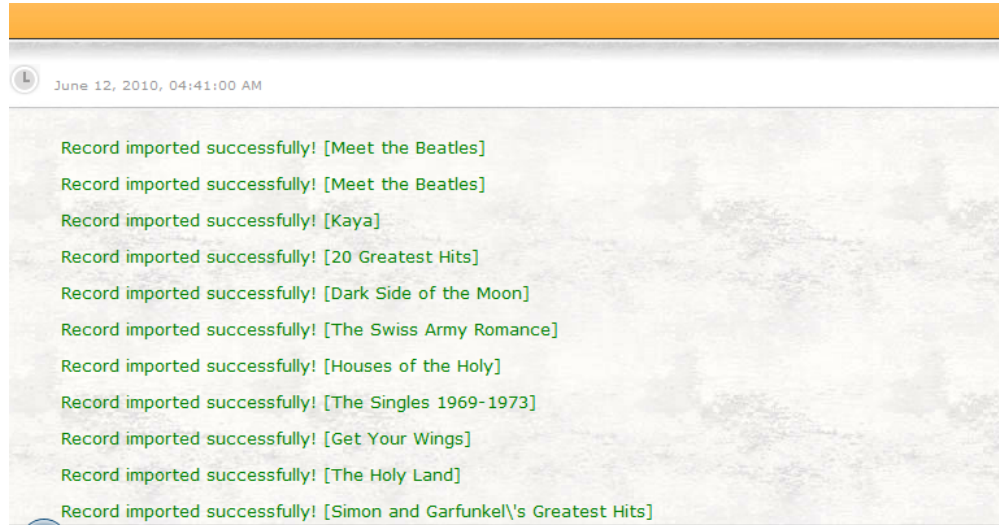 June 12, 2010, 04:41:00 AM
Record imported successfully! [Meet the Beatles]
Record imported successfully! [Meet the Beatles]
Record imported successfully! [Kaya]
Record imported successfully! [20 Greatest Hits]
Record imported successfully! [Dark Side of the Moon]
Record imported successfully! [The Swiss Army Romance]
Record imported successfully! [Houses of the Holy]
Record imported successfully! [The Singles 1969-1973]
Record imported successfully! [Get Your Wings]
Record imported successfully! [The Holy Land]
Record imported successfully! [Simon and Garfunkel\'s Greatest Hits]